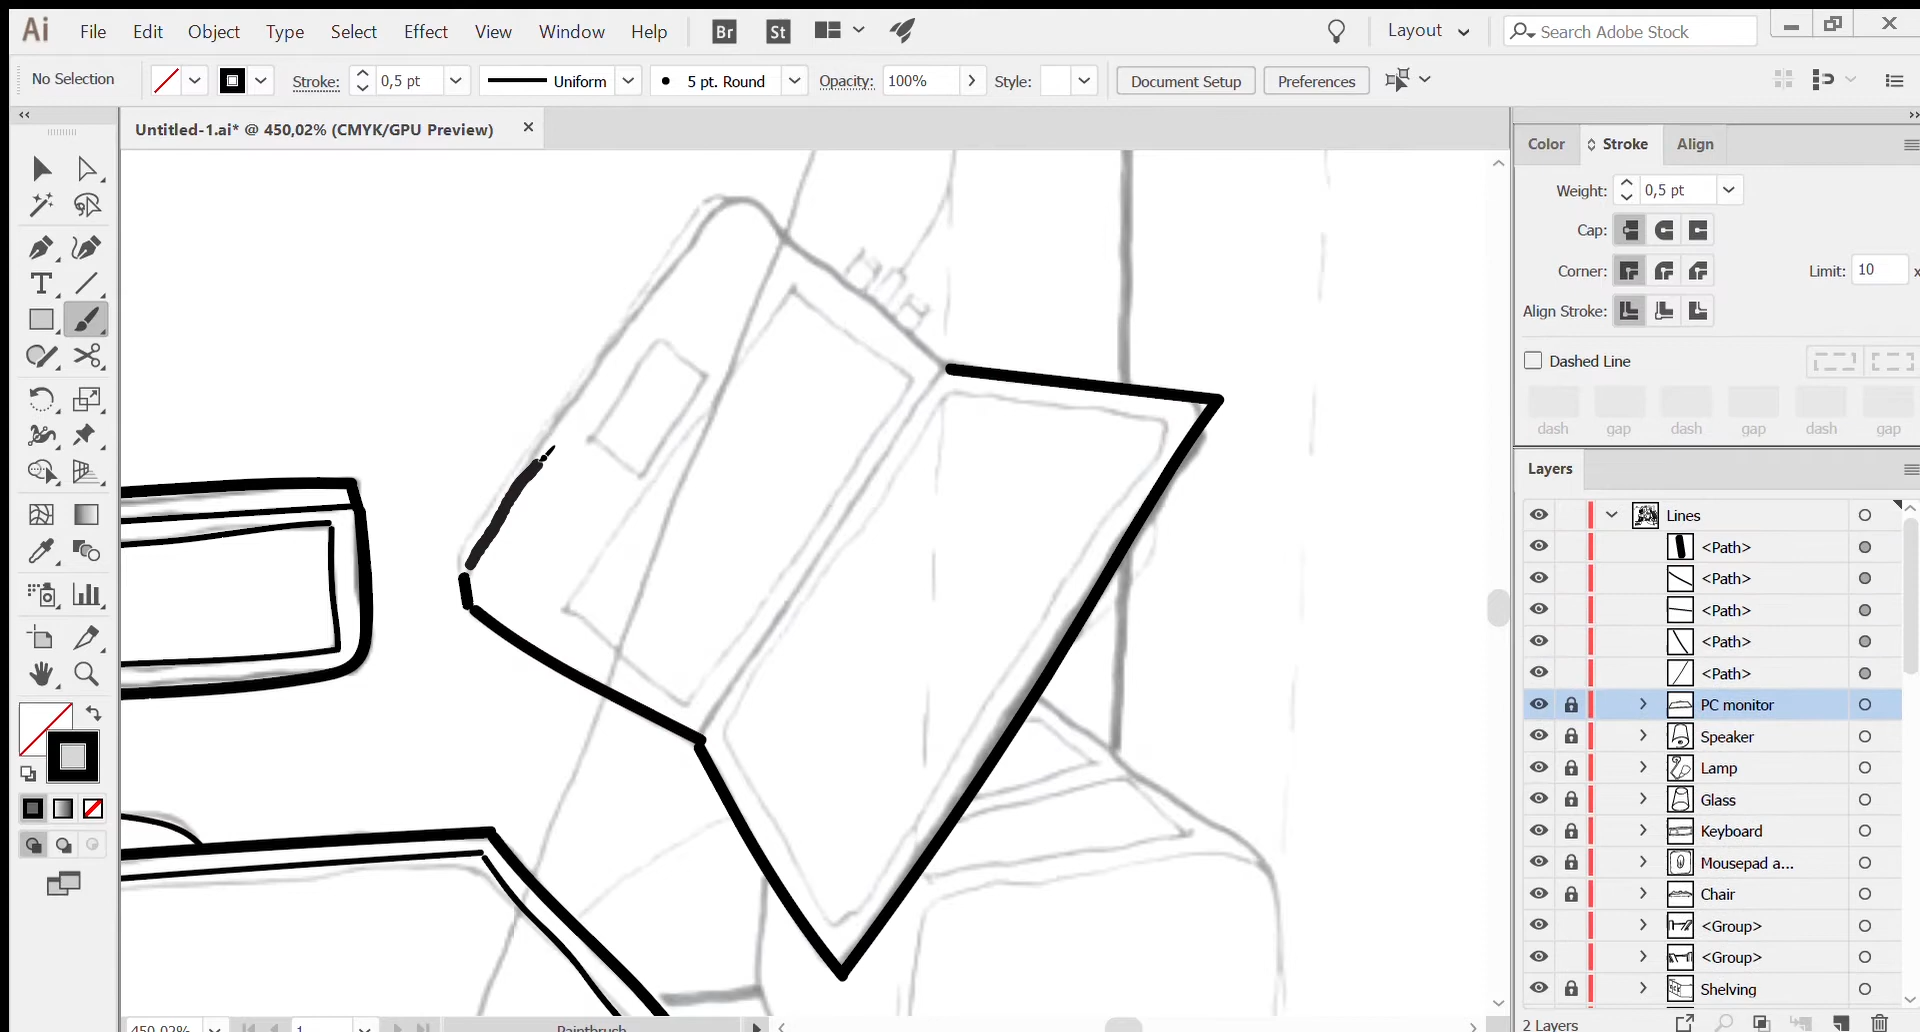 Ai File Edit Object Type Select Effect View Window Help Br St Layout Search Adobe Stock
No Selection Stroke: 0,5 pt Uniform 5 pt. Round Opacity: 100% Style: Document Setup Preferences
Untitled-1.ai* @ 450,02% (CMYK/GPU Preview)
Color Stroke Align
Weight: 0,5 pt
Cap:
Corner: Limit: 10 x
Align Stroke:
Dashed Line
dash gap dash gap dash gap
Layers
Lines
<Path>
<Path>
<Path>
<Path>
<Path>
PC monitor
Speaker
Lamp
Glass
Keyboard
Mousepad a...
Chair
<Group>
<Group>
Shelving
2 Layers
T
450,02% 1 Paintbrush